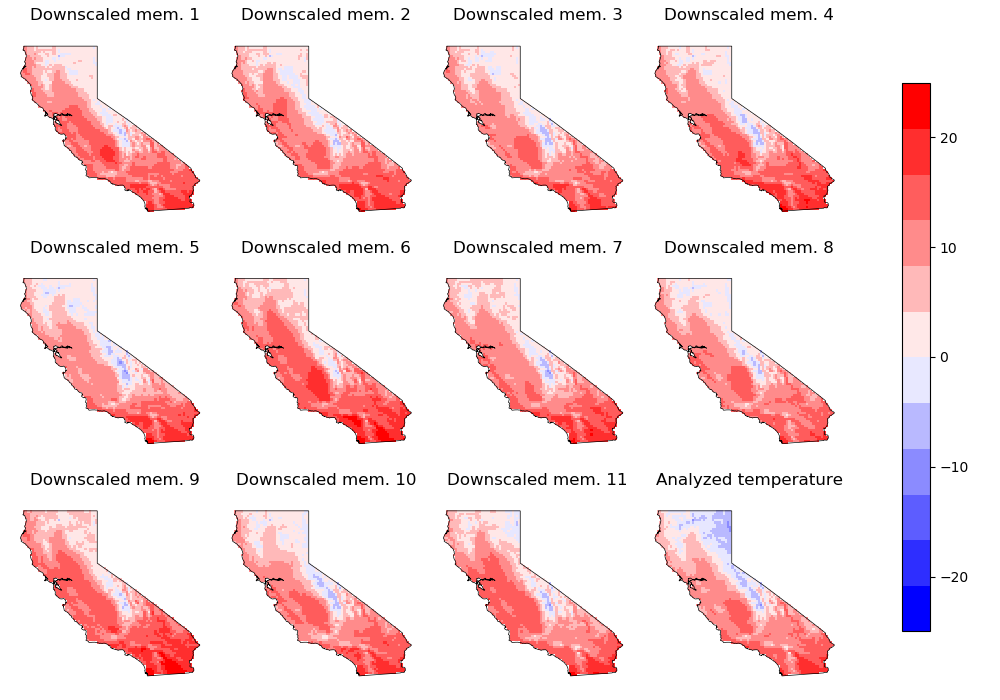 Downscaled mem. 1
Downscaled mem. 2
Downscaled mem. 3
Downscaled mem. 4
Downscaled mem. 5
Downscaled mem. 6
Downscaled mem. 7
Downscaled mem. 8
Downscaled mem. 9
Downscaled mem. 10
Downscaled mem. 11
Analyzed temperature
20
10
0
−10
−20